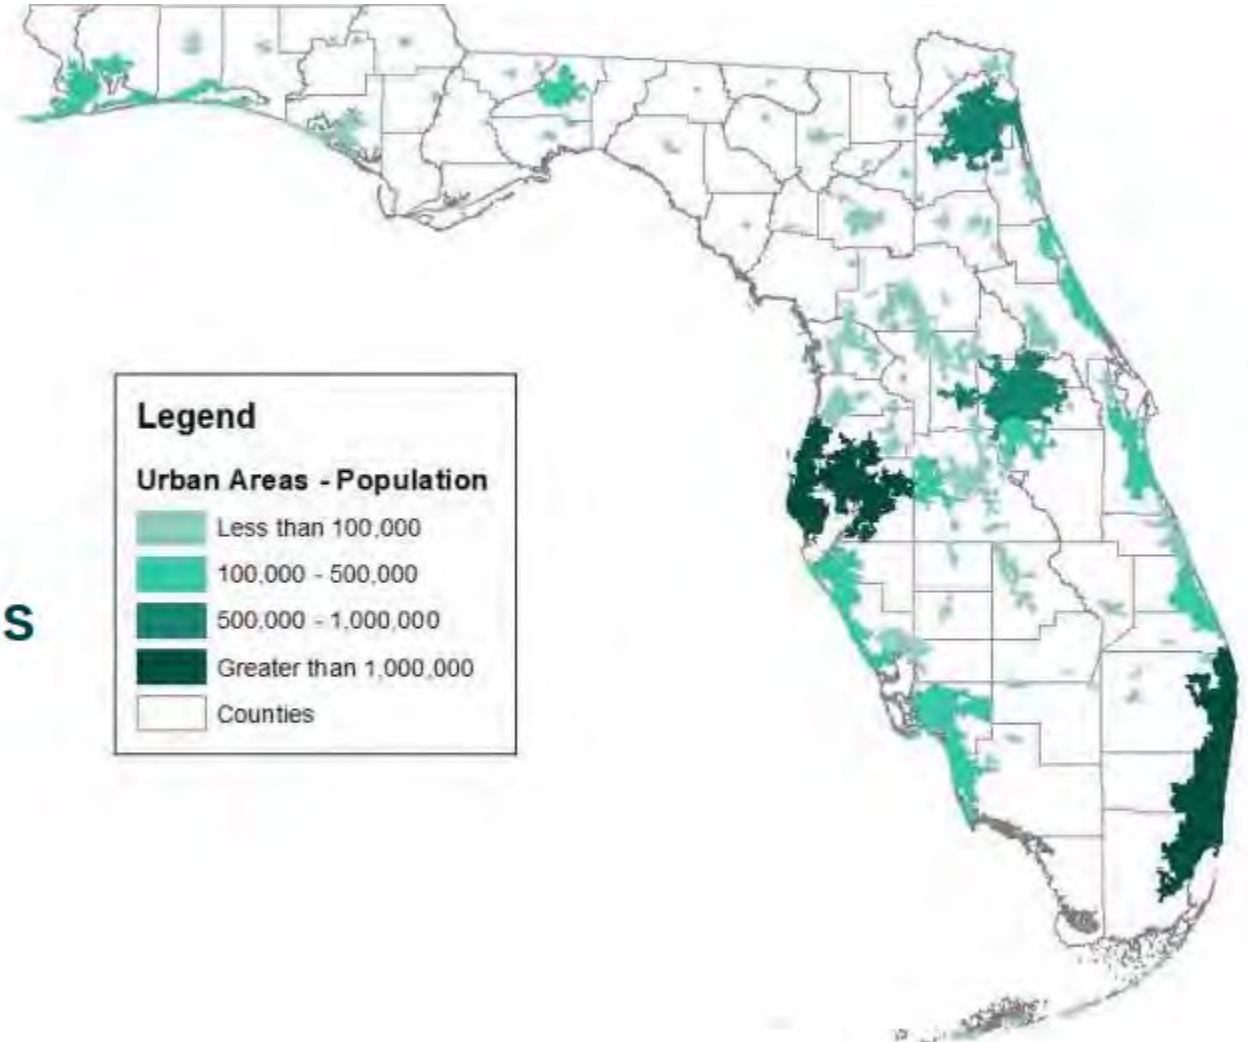 Legend
Urban Areas - Population
Less than 100,000
100,000 - 500,000
500,000 - 1,000,000
Greater than 1,000,000
Counties
S